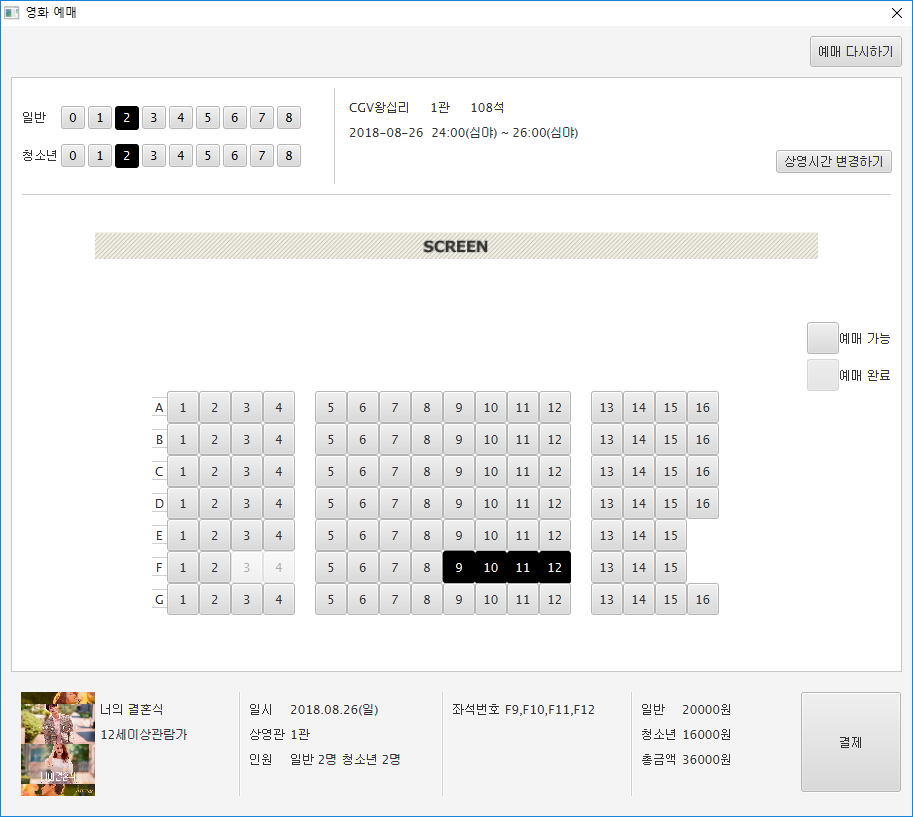 영화 예매
예매 다시하기
일반 0 1 2 3 4 5 6 7 8
청소년 0 1 2 3 4 5 6 7 8
CGV왕십리 1관 108석
2018-08-26 24:00(심야) ~ 26:00(심야)
상영시간 변경하기
SCREEN
예매 가능
예매 완료
A 1 2 3 4 5 6 7 8 9 10 11 12 13 14 15 16
B 1 2 3 4 5 6 7 8 9 10 11 12 13 14 15 16
C 1 2 3 4 5 6 7 8 9 10 11 12 13 14 15 16
D 1 2 3 4 5 6 7 8 9 10 11 12 13 14 15 16
E 1 2 3 4 5 6 7 8 9 10 11 12 13 14 15
F 1 2 3 4 5 6 7 8 9 10 11 12 13 14 15
G 1 2 3 4 5 6 7 8 9 10 11 12 13 14 15 16
너의 결혼식
12세이상관람가
너의 결혼식
일시 2018.08.26(일)
상영관 1관
인원 일반 2명 청소년 2명
좌석번호 F9,F10,F11,F12
일반 20000원
청소년 16000원
총금액 36000원
결제